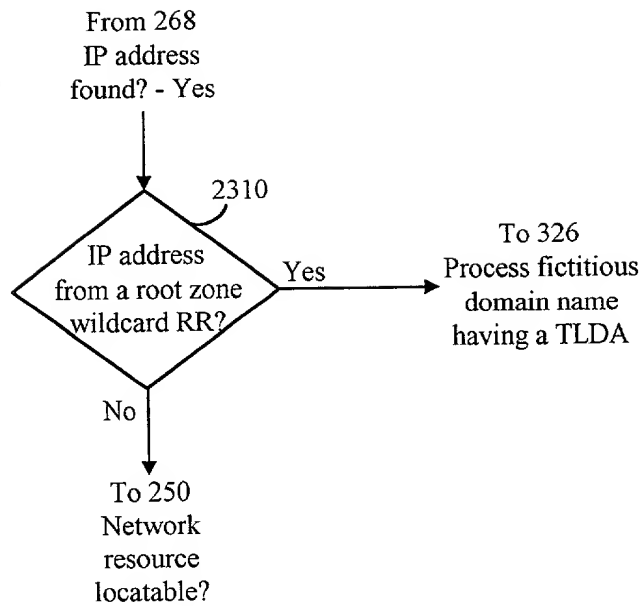 From 268
IP address
found? - Yes
2310
IP address
from a root zone
wildcard RR?
Yes
To 326
Process fictitious
domain name
having a TLDA
No
To 250
Network
resource
locatable?